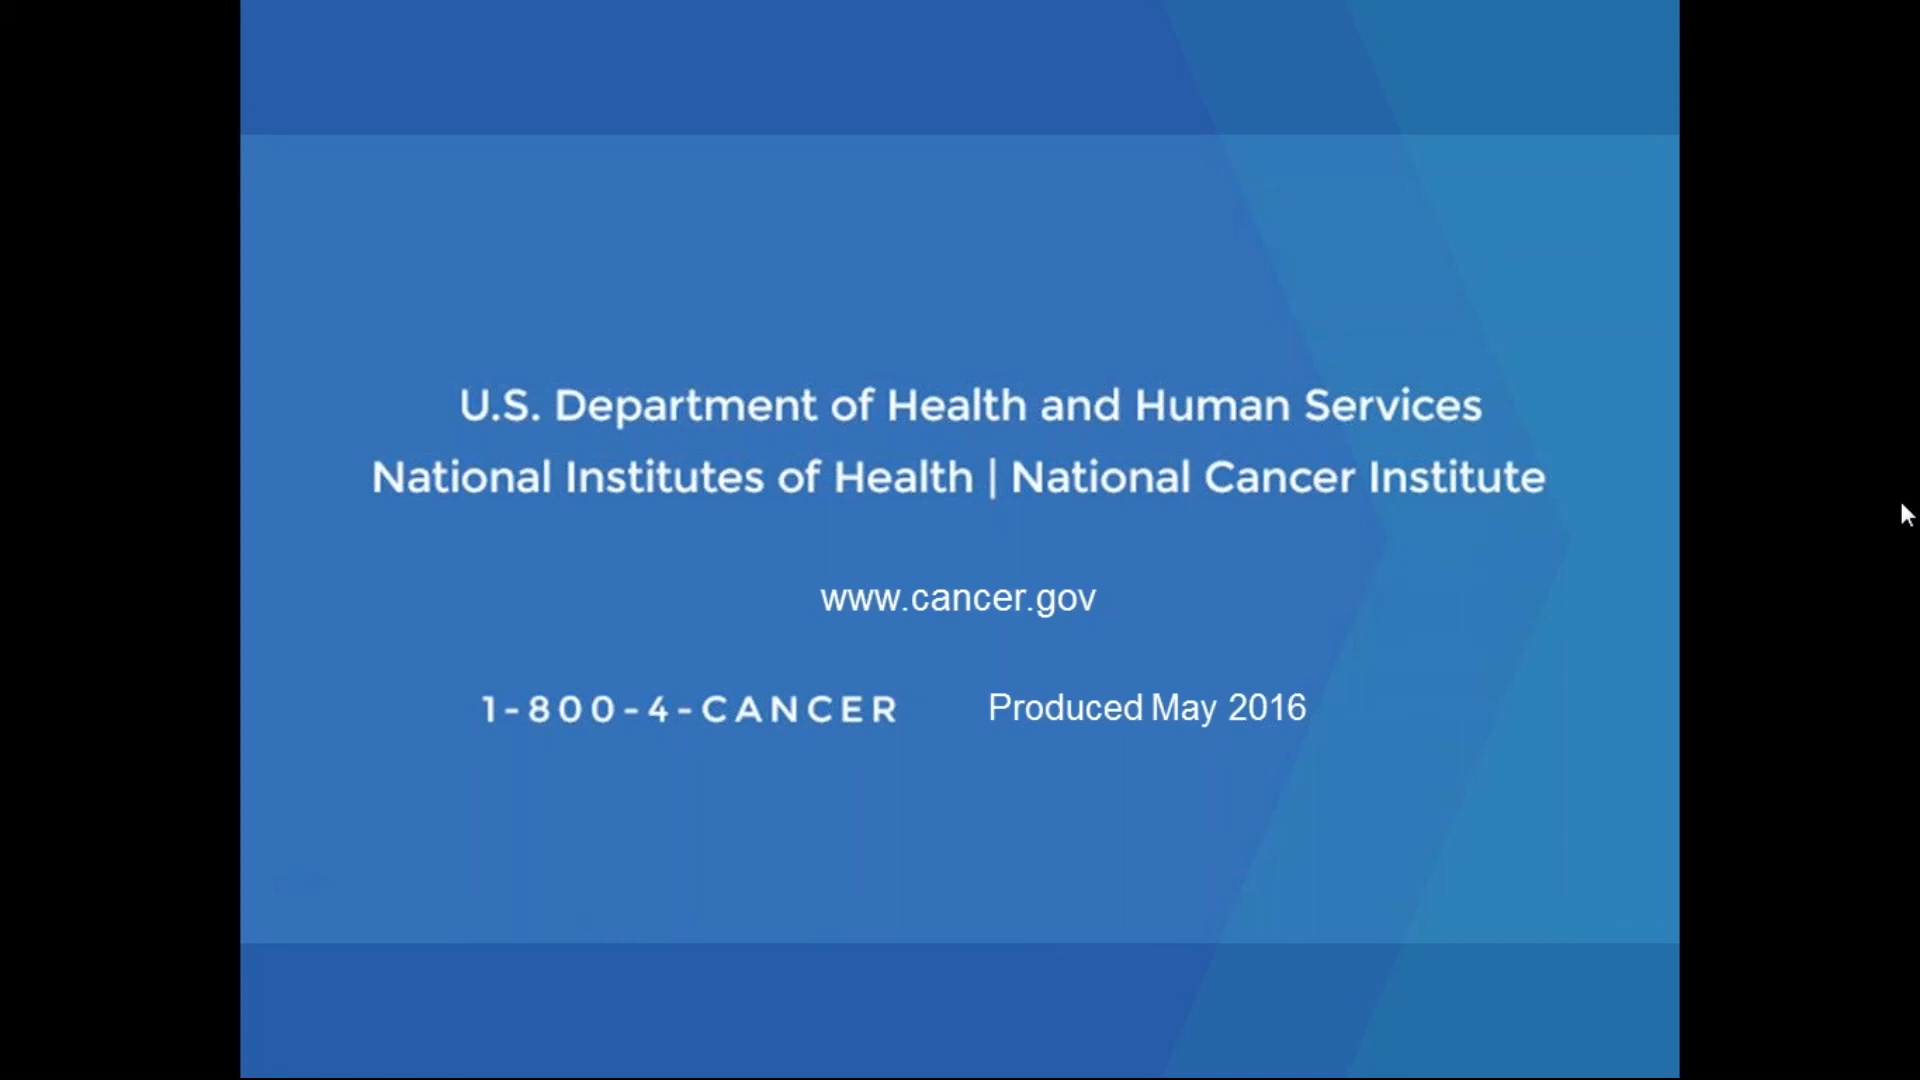 U.S. Department of Health and Human Services
National Institutes of Health | National Cancer Institute
www.cancer.gov
1-800-4-CANCER Produced May 2016